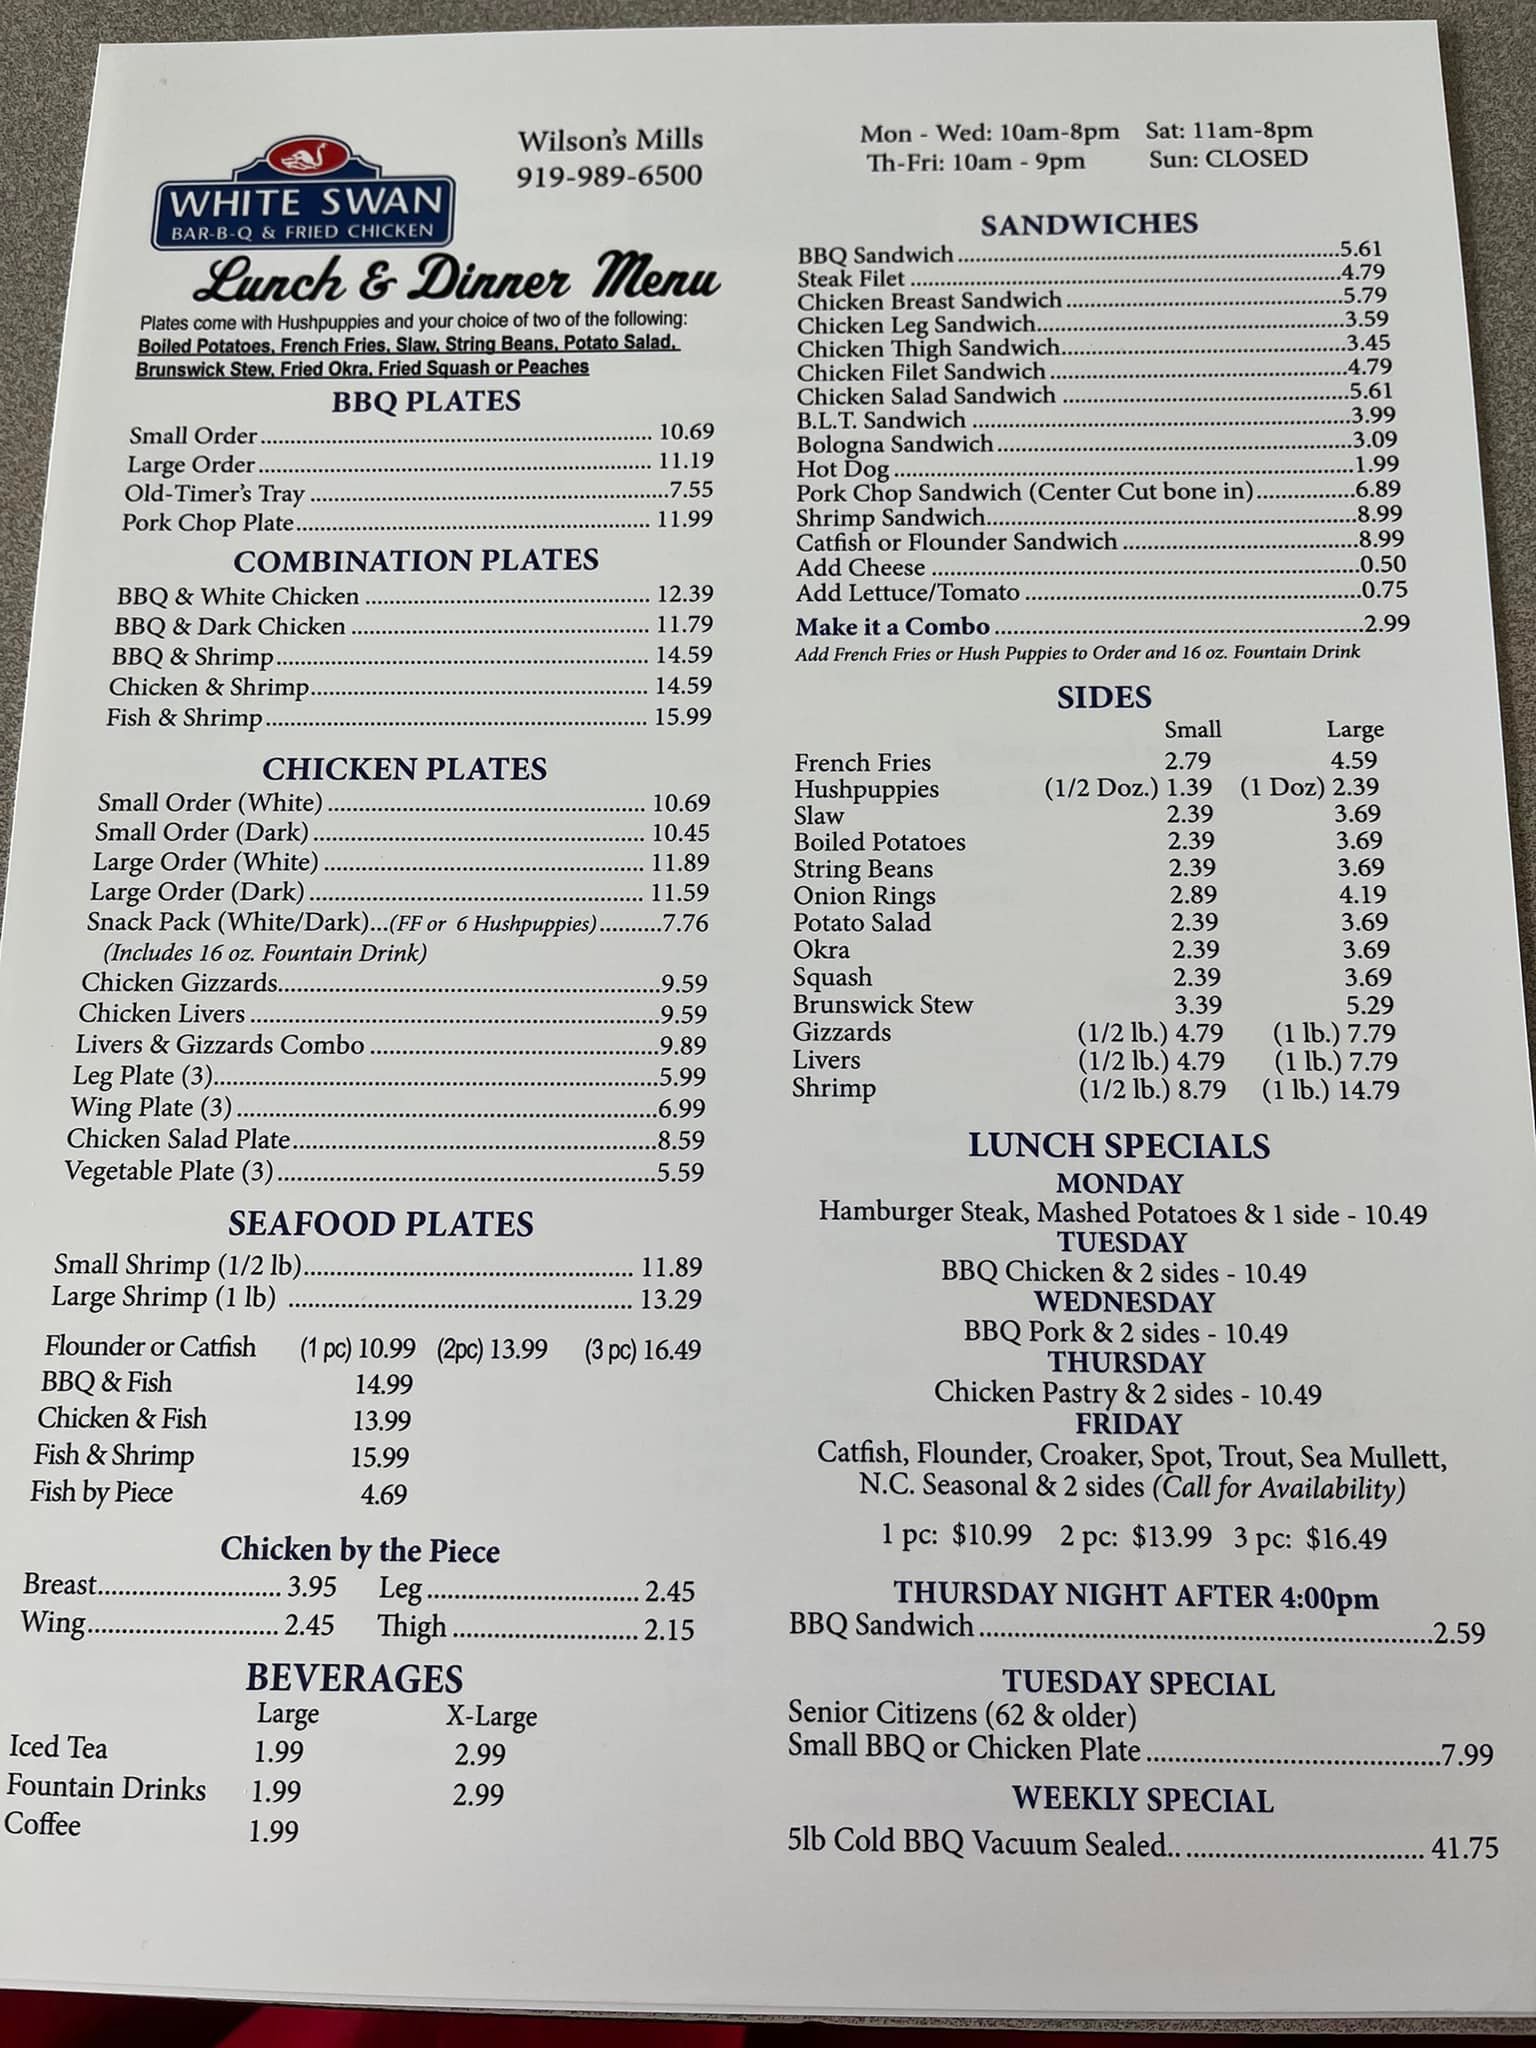 WHITE SWAN
BAR-B-Q & FRIED CHICKEN
Wilson's Mills
919-989-6500
Lunch & Dinner Menu
Plates come with Hushpuppies and your choice of two of the following:
Boiled Potatoes, French Fries, Slaw, String Beans, Potato Salad,
Brunswick Stew, Fried Okra, Fried Squash or Peaches
BBQ PLATES
Small Order 10.69
Large Order 11.19
Old-Timer's Tray 7.55
Pork Chop Plate 11.99
COMBINATION PLATES
BBQ & White Chicken 12.39
BBQ & Dark Chicken 11.79
BBQ & Shrimp 14.59
Chicken & Shrimp 14.59
Fish & Shrimp 15.99
CHICKEN PLATES
Small Order (White) 10.69
Small Order (Dark) 10.45
Large Order (White) 11.89
Large Order (Dark) 11.59
Snack Pack (White/Dark)...(FF or 6 Hushpuppies) 7.76
(Includes 16 oz. Fountain Drink)
Chicken Gizzards 9.59
Chicken Livers 9.59
Livers & Gizzards Combo 9.89
Leg Plate (3) 5.99
Wing Plate (3) 6.99
Chicken Salad Plate 8.59
Vegetable Plate (3) 5.59
SEAFOOD PLATES
Small Shrimp (1/2 lb) 11.89
Large Shrimp (1 lb) 13.29
Flounder or Catfish (1 pc) 10.99 (2pc) 13.99 (3 pc) 16.49
BBQ & Fish 14.99
Chicken & Fish 13.99
Fish & Shrimp 15.99
Fish by Piece 4.69
Chicken by the Piece
Breast 3.95 Leg 2.45
Wing 2.45 Thigh 2.15
BEVERAGES
Large X-Large
Iced Tea 1.99 2.99
Fountain Drinks 1.99 2.99
Coffee 1.99
Mon - Wed: 10am-8pm Sat: 11am-8pm
Th-Fri: 10am - 9pm Sun: CLOSED
SANDWICHES
BBQ Sandwich 5.61
Steak Filet 4.79
Chicken Breast Sandwich 5.79
Chicken Leg Sandwich 3.59
Chicken Thigh Sandwich 3.45
Chicken Filet Sandwich 4.79
Chicken Salad Sandwich 5.61
B.L.T. Sandwich 3.99
Bologna Sandwich 3.09
Hot Dog 1.99
Pork Chop Sandwich (Center Cut bone in) 6.89
Shrimp Sandwich 8.99
Catfish or Flounder Sandwich 8.99
Add Cheese 0.50
Add Lettuce/Tomato 0.75
Make it a Combo 2.99
Add French Fries or Hush Puppies to Order and 16 oz. Fountain Drink
SIDES
Small Large
French Fries 2.79 4.59
Hushpuppies (1/2 Doz.) 1.39 (1 Doz) 2.39
Slaw 2.39 3.69
Boiled Potatoes 2.39 3.69
String Beans 2.39 3.69
Onion Rings 2.89 4.19
Potato Salad 2.39 3.69
Okra 2.39 3.69
Squash 2.39 3.69
Brunswick Stew 3.39 5.29
Gizzards (1/2 lb.) 4.79 (1 lb.) 7.79
Livers (1/2 lb.) 4.79 (1 lb.) 7.79
Shrimp (1/2 lb.) 8.79 (1 lb.) 14.79
LUNCH SPECIALS
MONDAY
Hamburger Steak, Mashed Potatoes & 1 side - 10.49
TUESDAY
BBQ Chicken & 2 sides - 10.49
WEDNESDAY
BBQ Pork & 2 sides - 10.49
THURSDAY
Chicken Pastry & 2 sides - 10.49
FRIDAY
Catfish, Flounder, Croaker, Spot, Trout, Sea Mullett,
N.C. Seasonal & 2 sides (Call for Availability)
1 pc: $10.99 2 pc: $13.99 3 pc: $16.49
THURSDAY NIGHT AFTER 4:00pm
BBQ Sandwich 2.59
TUESDAY SPECIAL
Senior Citizens (62 & older)
Small BBQ or Chicken Plate 7.99
WEEKLY SPECIAL
5lb Cold BBQ Vacuum Sealed 41.75